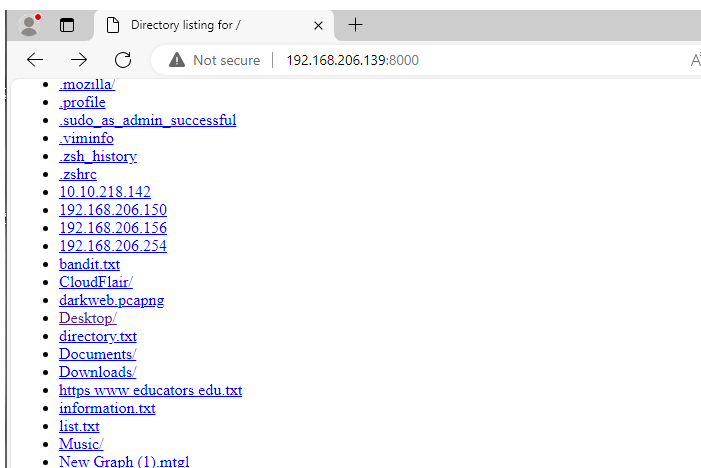 Directory listing for /
Not secure | 192.168.206.139:8000
.mozilla/
.profile
.sudo_as_admin_successful
.viminfo
.zsh_history
.zshrc
10.10.218.142
192.168.206.150
192.168.206.156
192.168.206.254
bandit.txt
CloudFlair/
darkweb.pcapng
Desktop/
directory.txt
Documents/
Downloads/
https www educators edu.txt
information.txt
list.txt
Music/
New Graph (1).mtgl